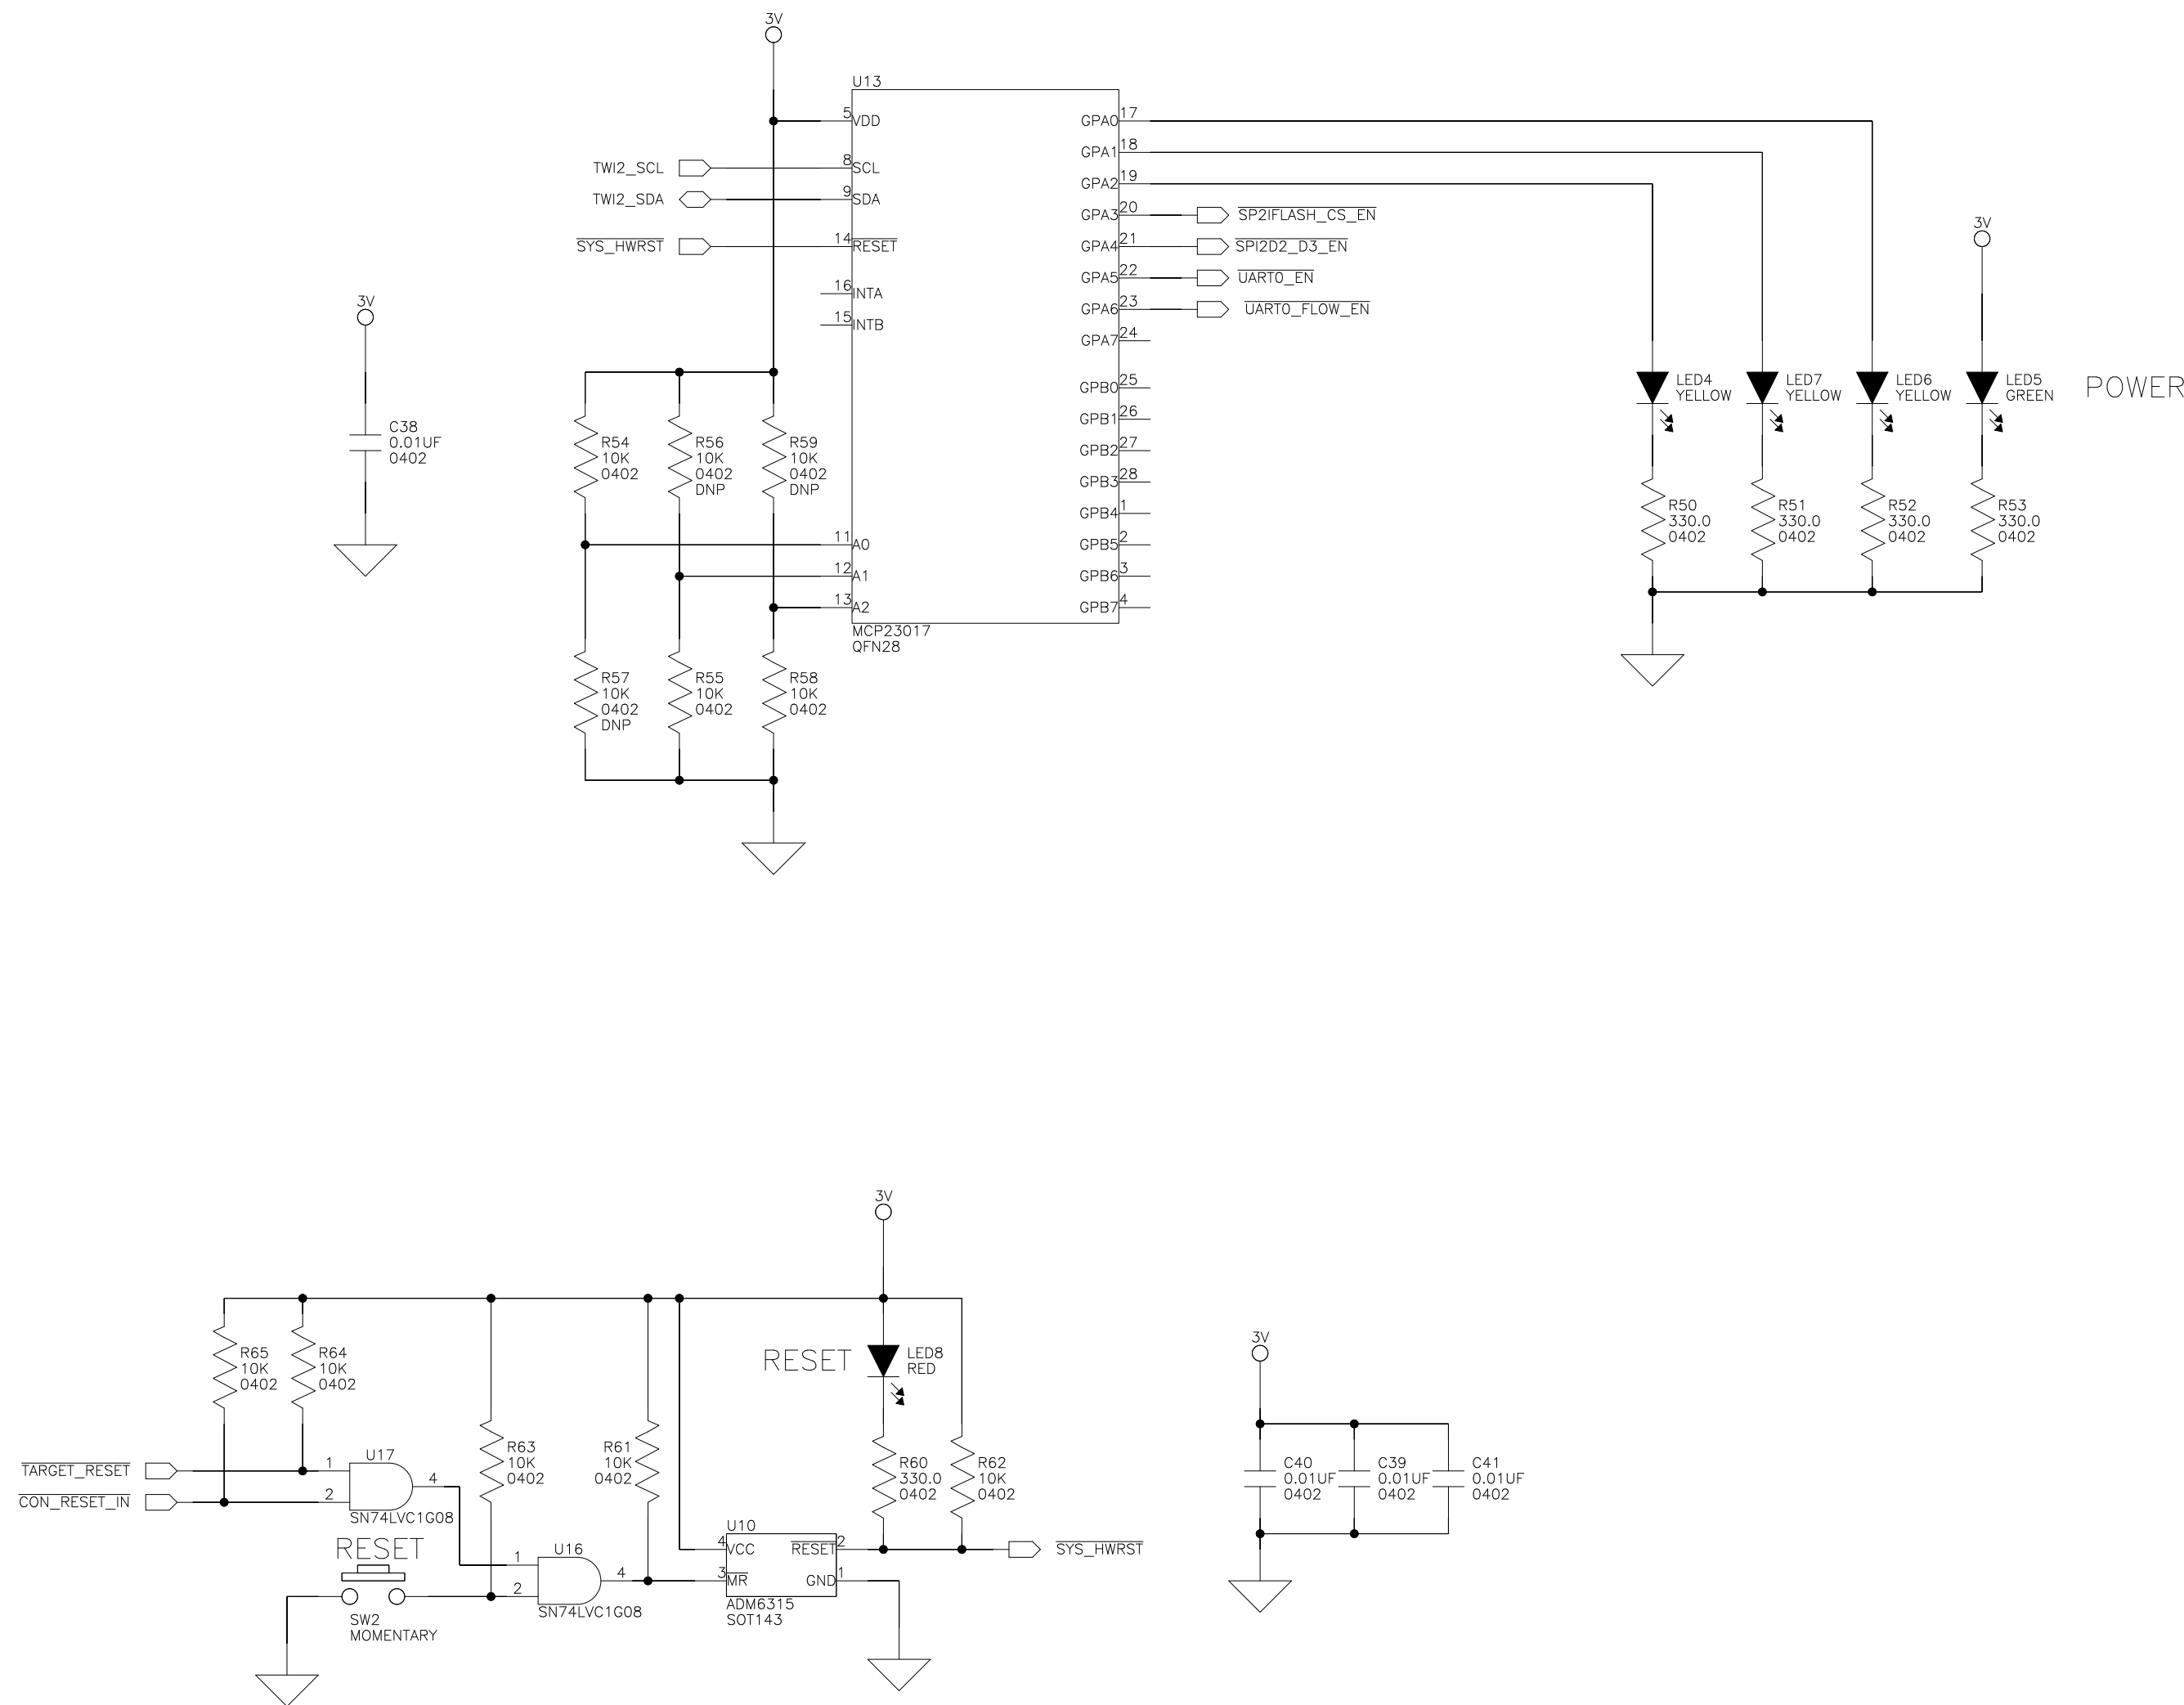 3V
U13
5 VDD
GPA0 17
GPA1 18
TWI2_SCL 8 SCL
GPA2 19
TWI2_SDA 9 SDA
GPA3 20 SP2IFLASH_CS_EN
SYS_HWRST 14 RESET
GPA4 21 SPI2D2_D3_EN
GPA5 22 UART0_EN
16 INTA
GPA6 23 UART0_FLOW_EN
15 INTB
GPA7 24
GPB0 25
GPB1 26
GPB2 27
GPB3 28
GPB4 1
11 A0
GPB5 2
12 A1
GPB6 3
13 A2
GPB7 4
MCP23017
QFN28
3V
C38
0.01UF
0402
R54
10K
0402
R56
10K
0402
DNP
R59
10K
0402
DNP
R57
10K
0402
DNP
R55
10K
0402
R58
10K
0402
3V
LED4
YELLOW
LED7
YELLOW
LED6
YELLOW
LED5
GREEN
POWER
R50
330.0
0402
R51
330.0
0402
R52
330.0
0402
R53
330.0
0402
3V
R65
10K
0402
R64
10K
0402
RESET
LED8
RED
R63
10K
0402
R61
10K
0402
R60
330.0
0402
R62
10K
0402
TARGET_RESET 1
CON_RESET_IN 2
U17
4
SN74LVC1G08
RESET
SW2
MOMENTARY
U16
1
2
4
SN74LVC1G08
U10
4 VCC
RESET 2
3 MR
GND 1
ADM6315
SOT143
SYS_HWRST
3V
C40
0.01UF
0402
C39
0.01UF
0402
C41
0.01UF
0402